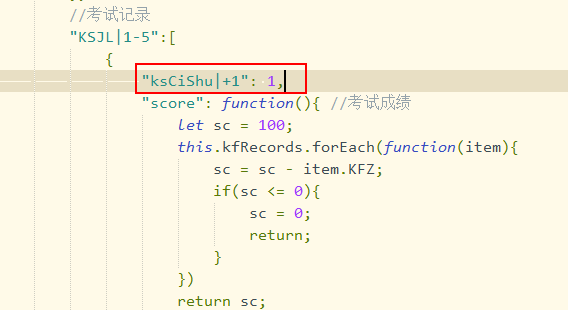 //考试记录
"KSJL|1-5":[
{
"ksCiShu|+1": 1,
"score": function(){ //考试成绩
let sc = 100;
this.kfRecords.forEach(function(item){
sc = sc - item.KFZ;
if(sc <= 0){
sc = 0;
return;
}
})
return sc;